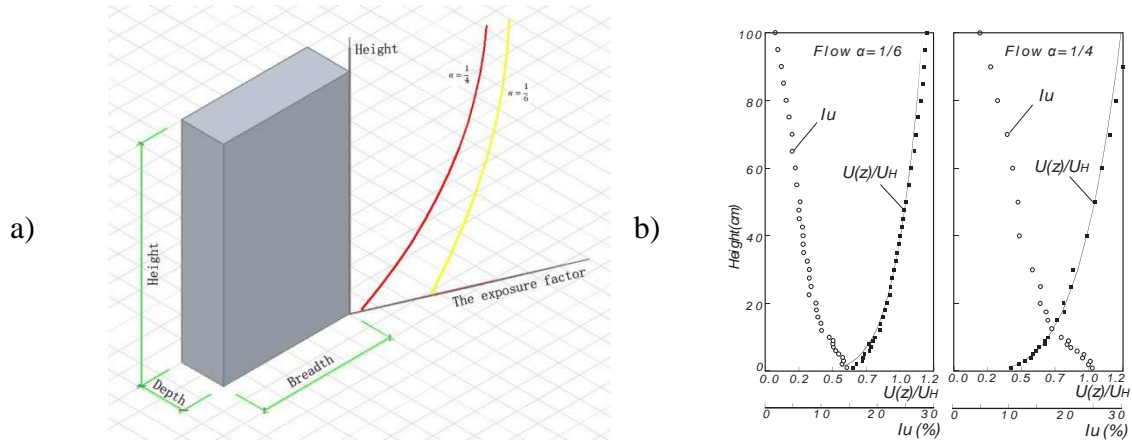 a)
Height
α=1/4
α=1/6
The exposure factor
Height
Breadth
Depth
b)
Height(cm)
100
80
60
40
20
0
Flow α=1/6
Iu
U(z)/UH
0.0 0.2 0.5 0.7 1.0 1.2
U(z)/UH
0 10 20 30
Iu (%)
Flow α=1/4
Iu
U(z)/UH
0.0 0.2 0.5 0.7 1.0 1.2
U(z)/UH
0 10 20 30
Iu (%)